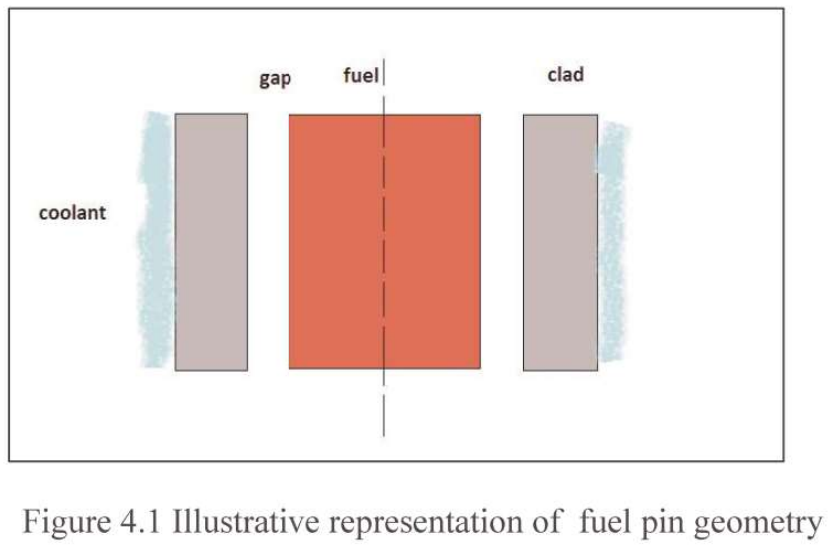 gap fuel clad
coolant
Figure 4.1 Illustrative representation of fuel pin geometry